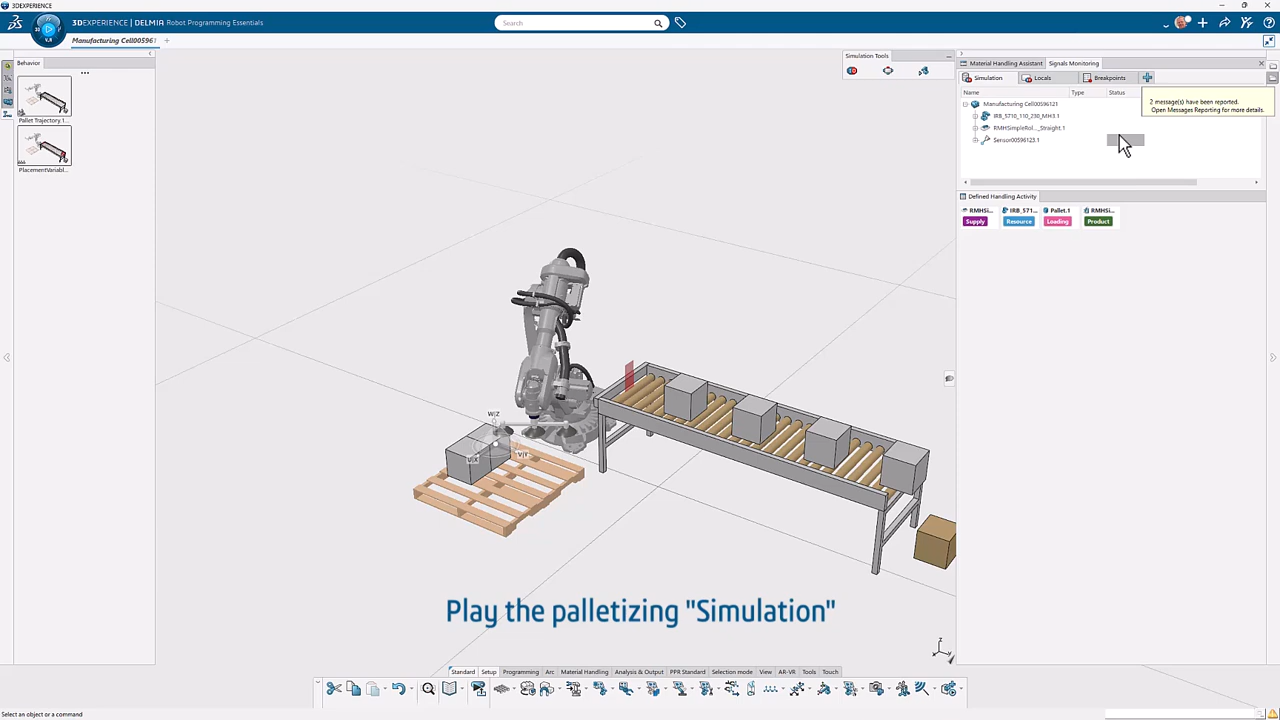 3DEXPERIENCE
3DEXPERIENCE | DELMIA Robot Programming Essentials
Search
Manufacturing Cell005961
Behavior
Pallet Trajectory 1...
PlacementVariabl...
Simulation Tools
Material Handling Assistant
Signals Monitoring
Simulation
Locals
Breakpoints
Name
Type
Status
2 message(s) have been reported.
Open Messages Reporting for more details.
Manufacturing Cell00596121
IRB_5710_110_230_MH3.1
RMHSimpleRol..._Straight.1
Sensor00596123.1
Defined Handling Activity
RMHSi...
IRB_571...
Pallet.1
RMHSi...
Supply
Resource
Loading
Product
W|Z
V|X
V|Y
Play the palletizing "Simulation"
z
Standard
Setup
Programming
Arc
Material Handling
Analysis & Output
PPR Standard
Selection mode
View
AR-VR
Tools
Touch
Select an object or a command